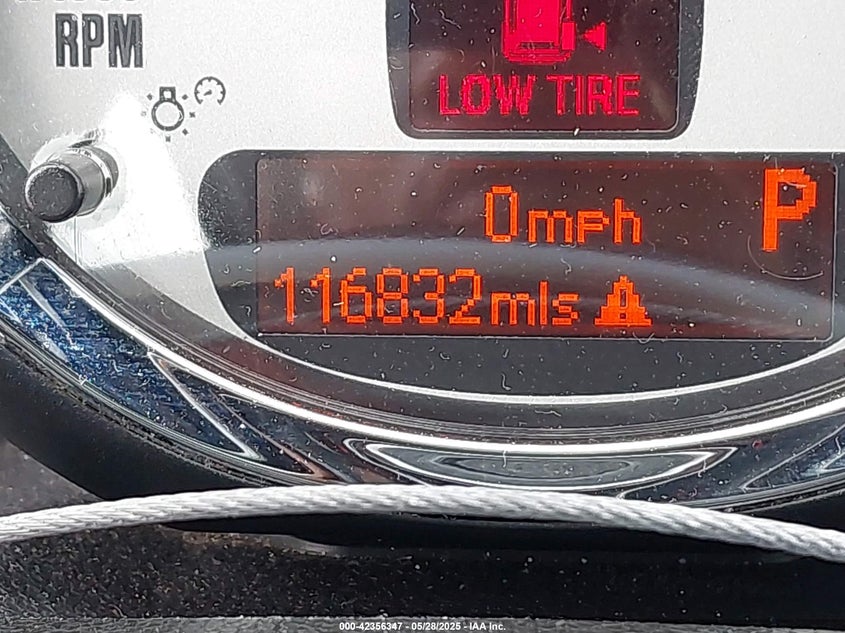 RPM
LOW TIRE
P
0mph
116832mls
000-42356347 - 05/28/2025 - IAA Inc.